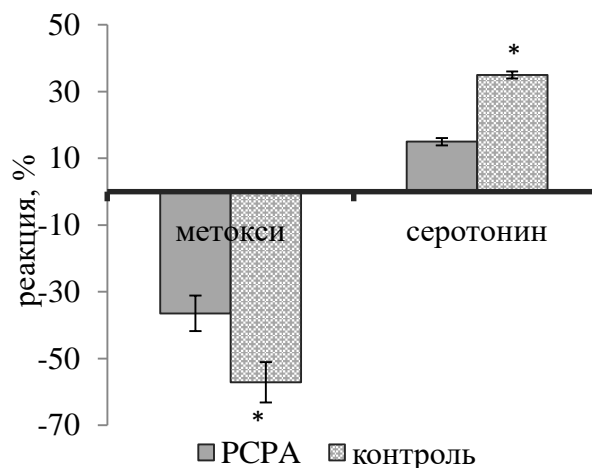 50
30
10
-10
-30
-50
-70
реакция, %
метокси
серотонин
*
*
PCPA
контроль